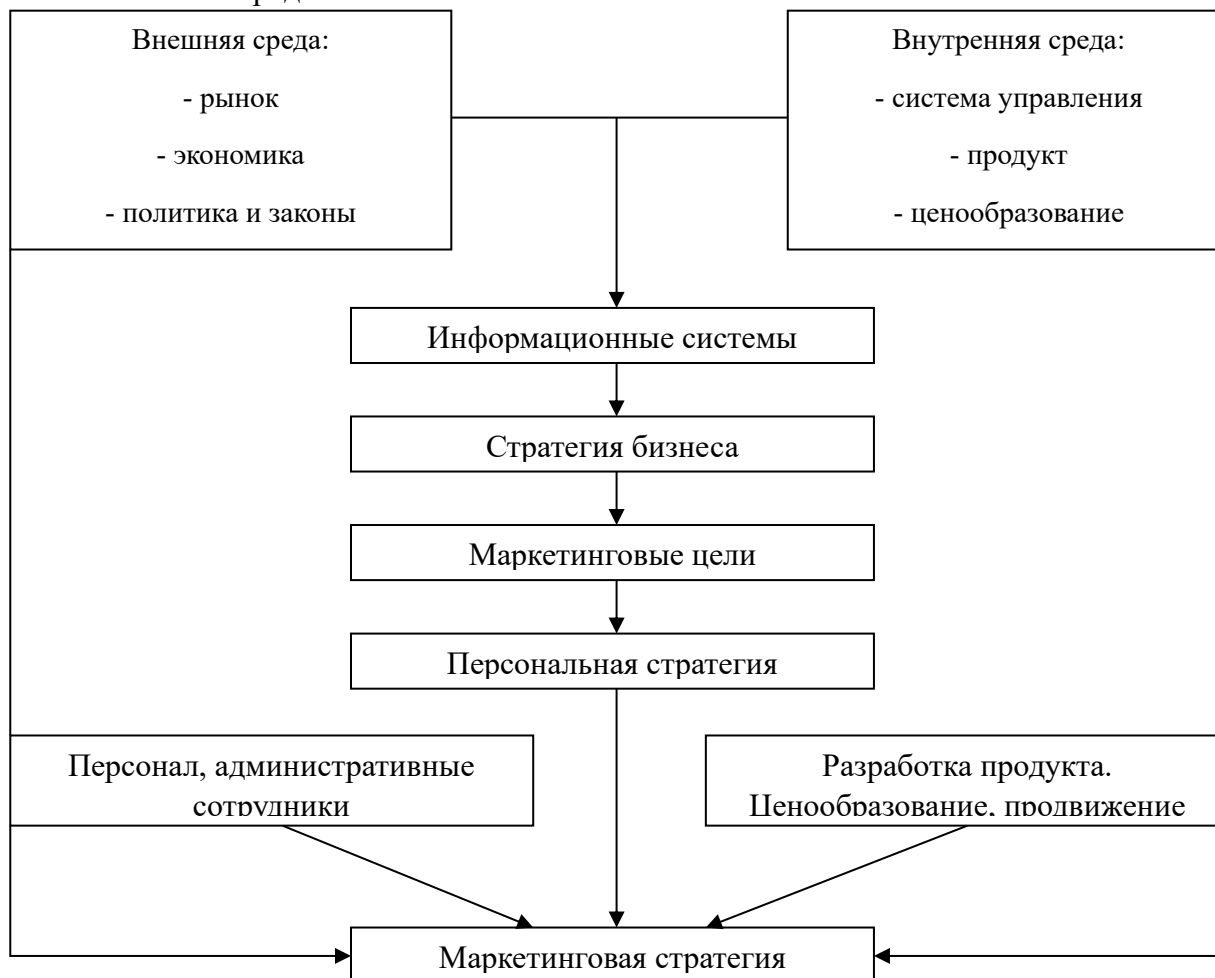 Внешняя среда:
- рынок
- экономика
- политика и законы
Внутренняя среда:
- система управления
- продукт
- ценообразование
Информационные системы
Стратегия бизнеса
Маркетинговые цели
Персональная стратегия
Персонал, административные
сотрудники
Разработка продукта.
Ценообразование, продвижение
Маркетинговая стратегия